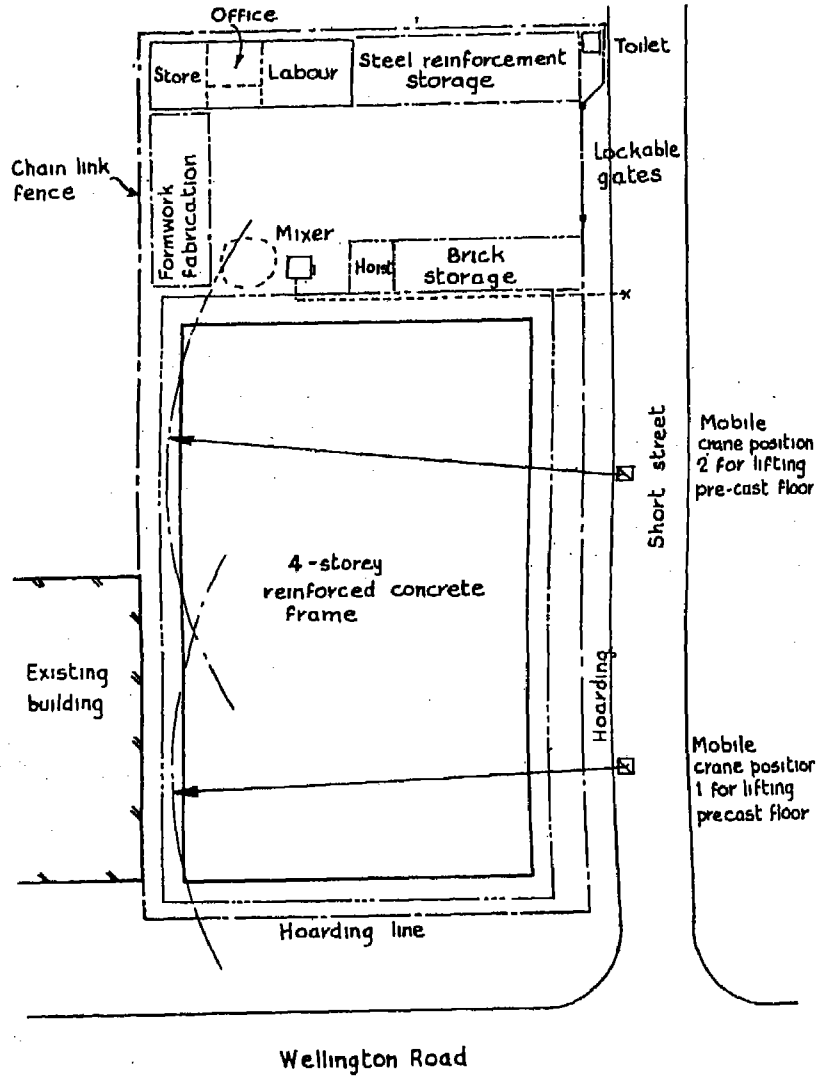 Office
Toilet
Store
Labour
Steel reinforcement
storage
Lockable
gates
Chain link
fence
Formwork
fabrication
Mixer
Hoist
Brick
storage
Short street
Mobile
crane position
2 for lifting
pre-cast floor
4-storey
reinforced concrete
frame
Existing
building
Hoarding
Mobile
crane position
1 for lifting
precast floor
Hoarding line
Wellington Road